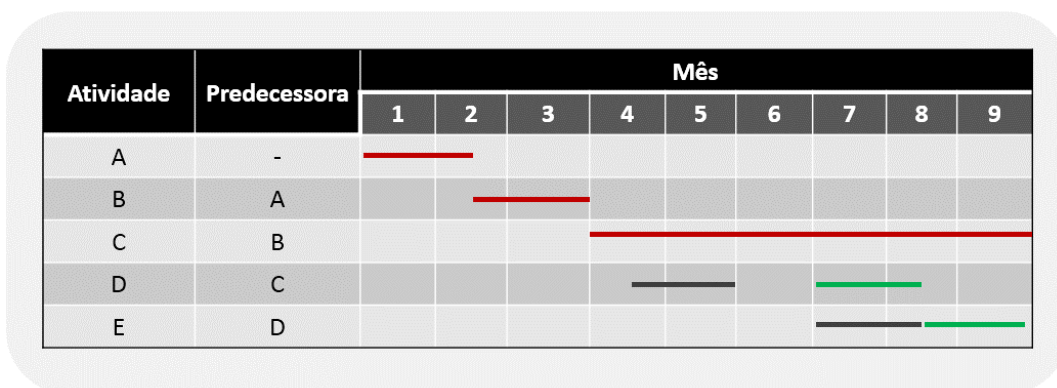 Atividade Predecessora Mês
1 2 3 4 5 6 7 8 9
A -
B A
C B
D C
E D